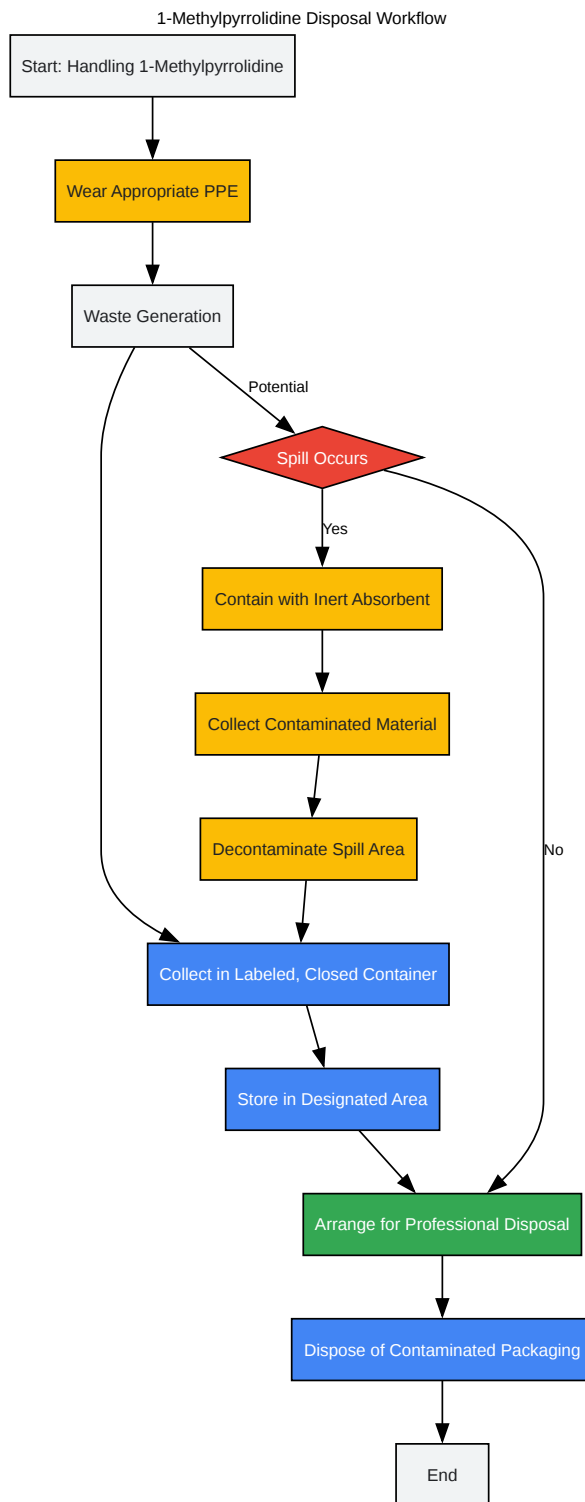 1-Methylpyrrolidine Disposal Workflow
Start: Handling 1-Methylpyrrolidine
Wear Appropriate PPE
Waste Generation
Potential
Spill Occurs
Yes
Contain with Inert Absorbent
Collect Contaminated Material
Decontaminate Spill Area
No
Collect in Labeled, Closed Container
Store in Designated Area
Arrange for Professional Disposal
Dispose of Contaminated Packaging
End